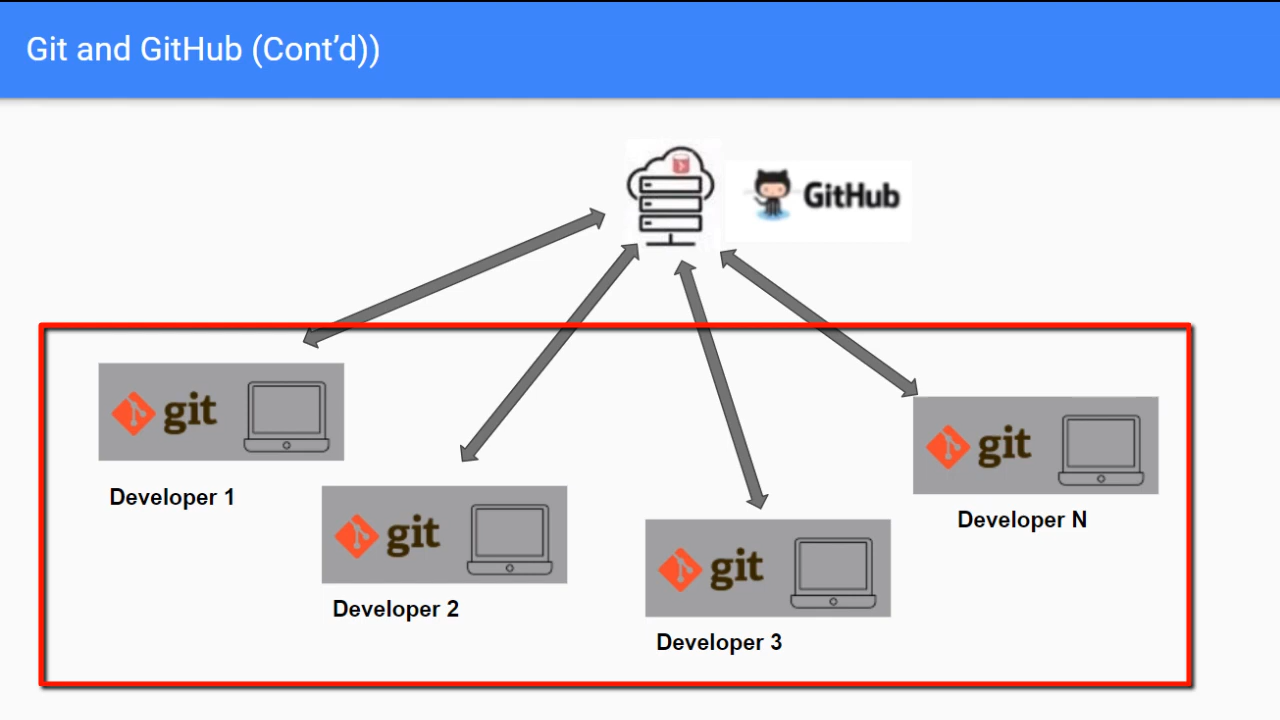 Git and GitHub (Cont’d))
GitHub
git
Developer 1
git
Developer 2
git
Developer 3
git
Developer N